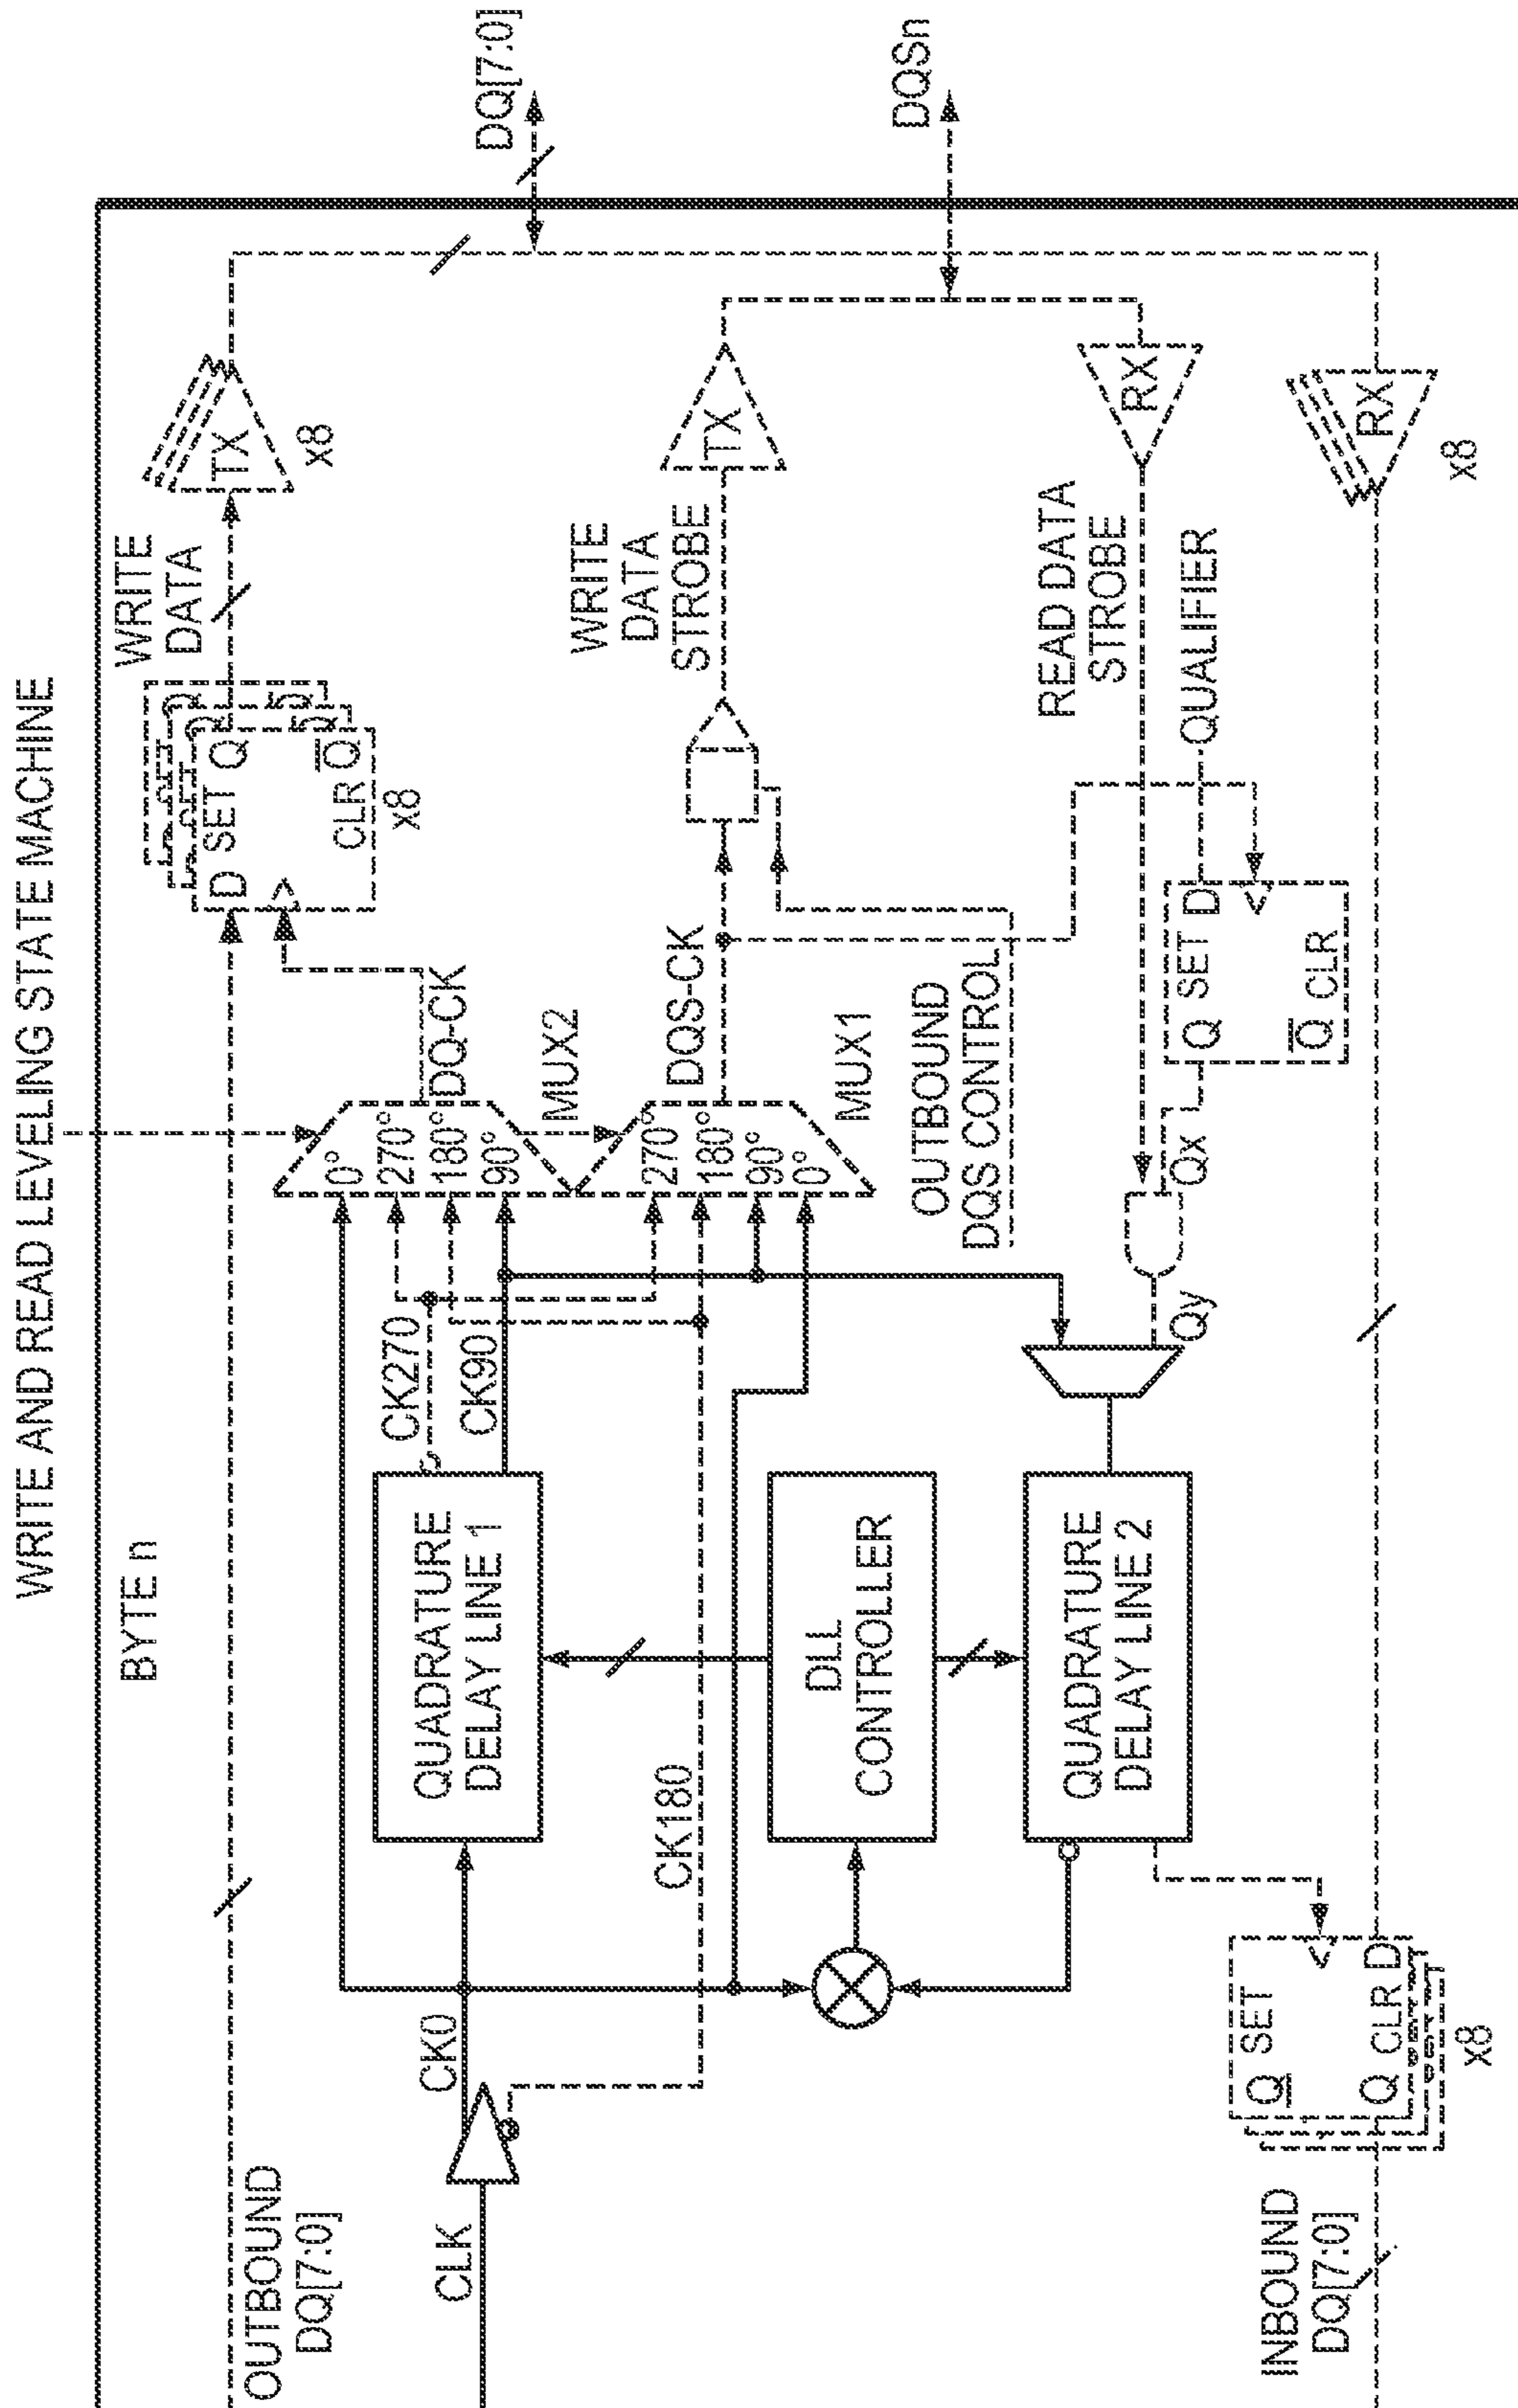 WRITE AND READ LEVELING STATE MACHINE
BYTE n
OUTBOUND
DQ[7:0]
D SET Q
CLR Q̅
x8
WRITE
DATA
TX
x8
DQ[7:0]
CLK
CK0
QUADRATURE
DELAY LINE 1
CK270
CK90
0°
270°
180°
90°
DQ-CK
MUX2
CK180
270°
180°
90°
0°
DQS-CK
MUX1
WRITE
DATA
STROBE
TX
DQSn
DLL
CONTROLLER
OUTBOUND
DQS CONTROL
QUADRATURE
DELAY LINE 2
Qy
Qx
READ DATA
STROBE
RX
QUALIFIER
Q SET D
Q̅ CLR
INBOUND
DQ[7:0]
Q̅ SET
Q CLR D
x8
RX
x8